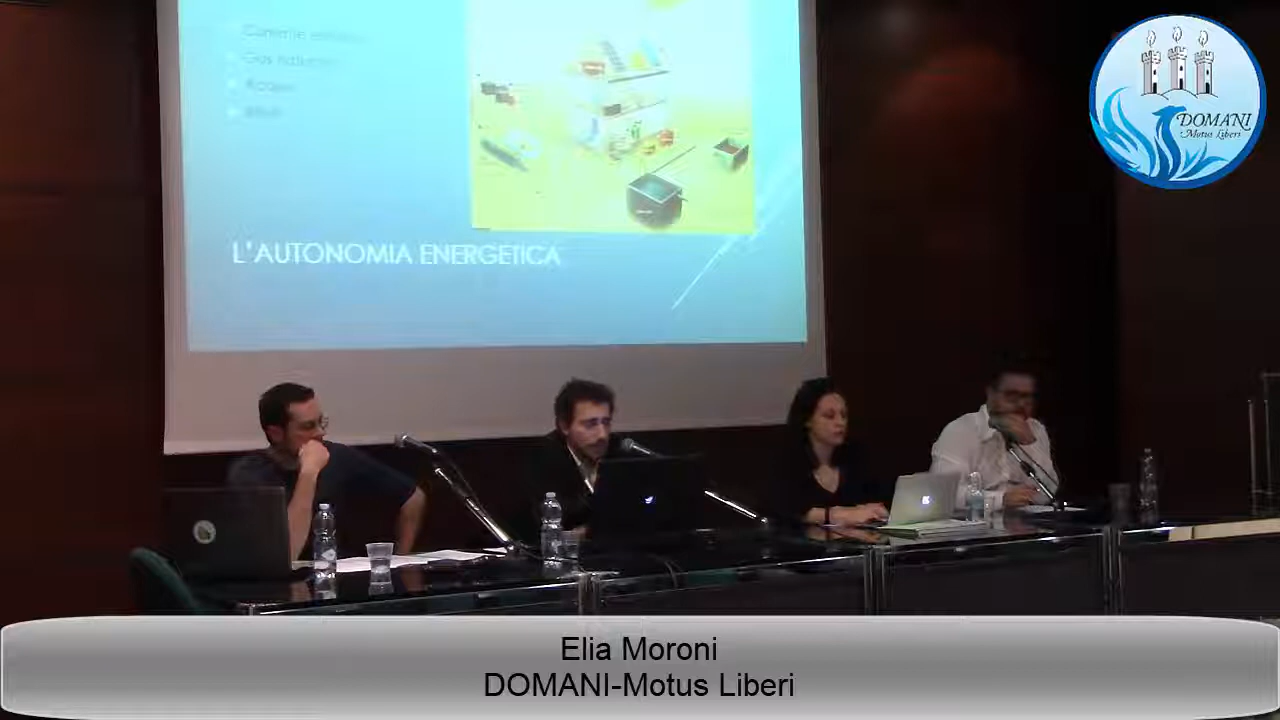 DOMANI
Motus Liberi
L'AUTONOMIA ENERGETICA
Elia Moroni
DOMANI-Motus Liberi